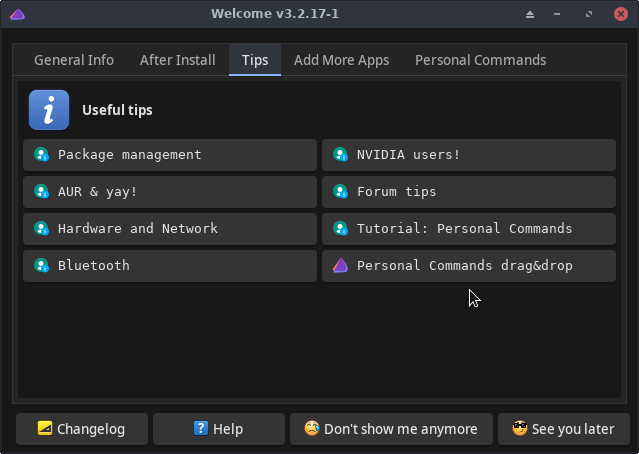 Welcome v3.2.17-1
General Info After Install Tips Add More Apps Personal Commands
i Useful tips
Package management NVIDIA users!
AUR & yay! Forum tips
Hardware and Network Tutorial: Personal Commands
Bluetooth Personal Commands drag&drop
Changelog ? Help Don't show me anymore See you later